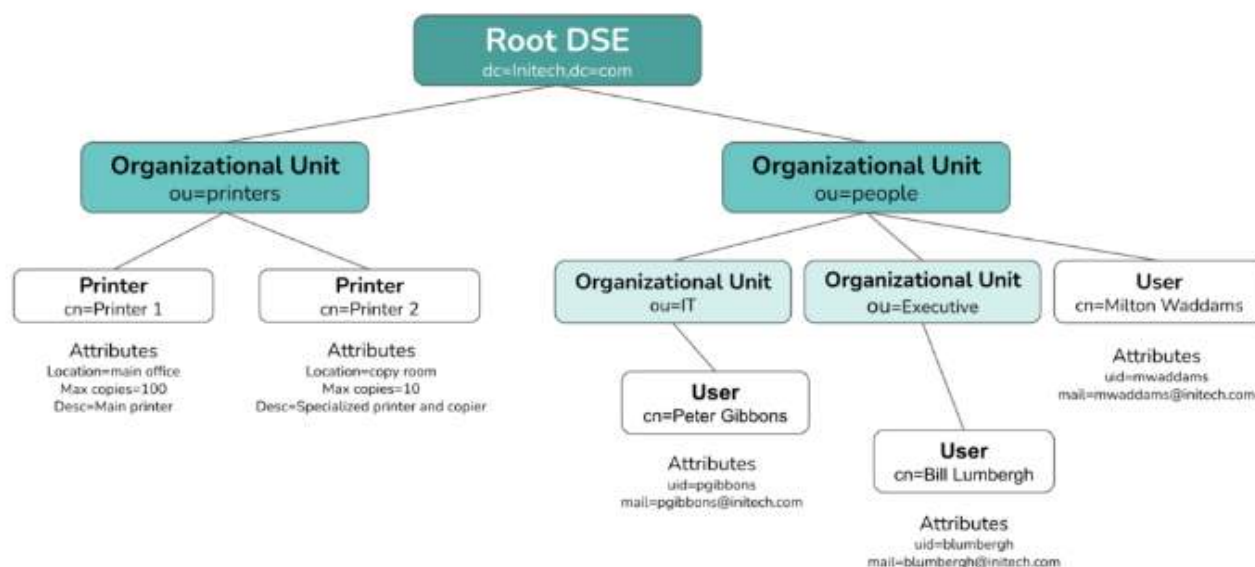 Root DSE
dc=Initech,dc=com
Organizational Unit
ou=printers
Organizational Unit
ou=people
Printer
cn=Printer 1
Attributes
Location=main office
Max copies=100
Desc=Main printer
Printer
cn=Printer 2
Attributes
Location=copy room
Max copies=10
Desc=Specialized printer and copier
Organizational Unit
ou=IT
User
cn=Peter Gibbons
Attributes
uid=pgibbons
mail=pgibbons@initech.com
Organizational Unit
ou=Executive
User
cn=Bill Lumbergh
Attributes
uid=blumbergh
mail=blumbergh@initech.com
User
cn=Milton Waddams
Attributes
uid=mwaddams
mail=mwaddams@initech.com